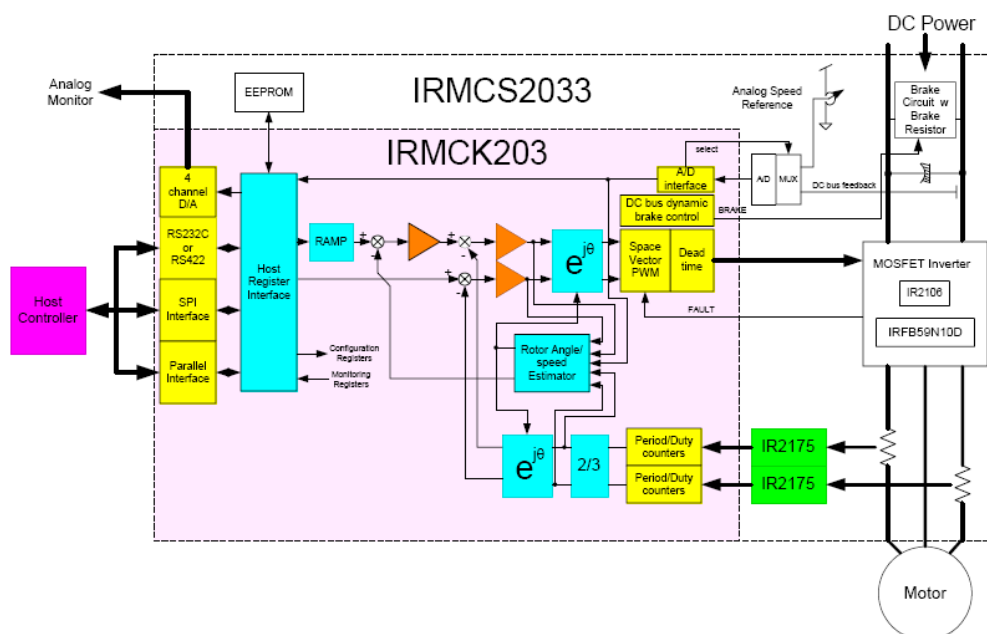 DC Power
Analog
Monitor
EEPROM
IRMCS2033
Analog Speed
Reference
Brake
Circuit w
Brake
Resistor
IRMCK203
select
4
channel
D/A
A/D
interface
A/D
MUX
DC bus feedback
DC bus dynamic
brake control
BRAKE
RS232C
or
RS422
RAMP
+
-
+
-
+
-
e^jθ
Space
Vector
PWM
Dead
time
MOSFET Inverter
IR2106
IRFB59N10D
Host
Register
Interface
Host
Controller
SPI
Interface
FAULT
Parallel
Interface
Configuration
Registers
Monitoring
Registers
Rotor Angle/
speed
Estimator
e^jθ
2/3
Period/Duty
counters
Period/Duty
counters
IR2175
IR2175
Motor